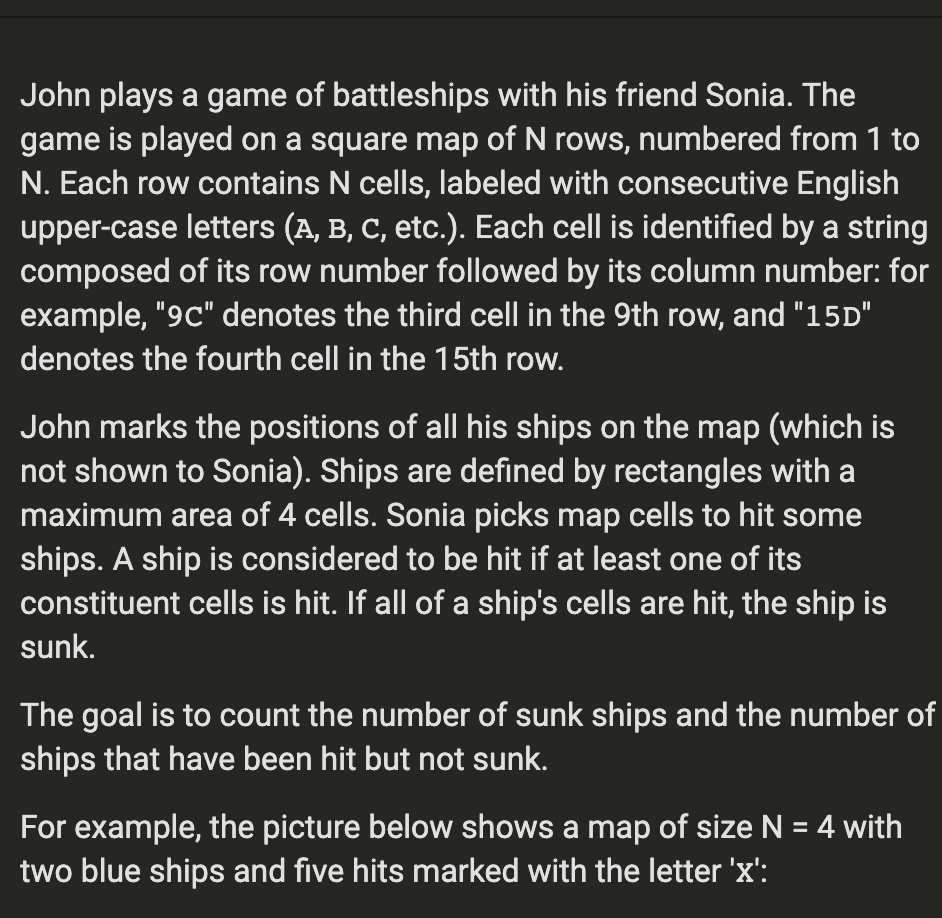 John plays a game of battleships with his friend Sonia. The
game is played on a square map of N rows, numbered from 1 to
N. Each row contains N cells, labeled with consecutive English
upper-case letters (A, B, C, etc.). Each cell is identified by a string
composed of its row number followed by its column number: for
example, "9C" denotes the third cell in the 9th row, and "15D"
denotes the fourth cell in the 15th row.
John marks the positions of all his ships on the map (which is
not shown to Sonia). Ships are defined by rectangles with a
maximum area of 4 cells. Sonia picks map cells to hit some
ships. A ship is considered to be hit if at least one of its
constituent cells is hit. If all of a ship's cells are hit, the ship is
sunk.
The goal is to count the number of sunk ships and the number of
ships that have been hit but not sunk.
For example, the picture below shows a map of size N = 4 with
two blue ships and five hits marked with the letter 'X':